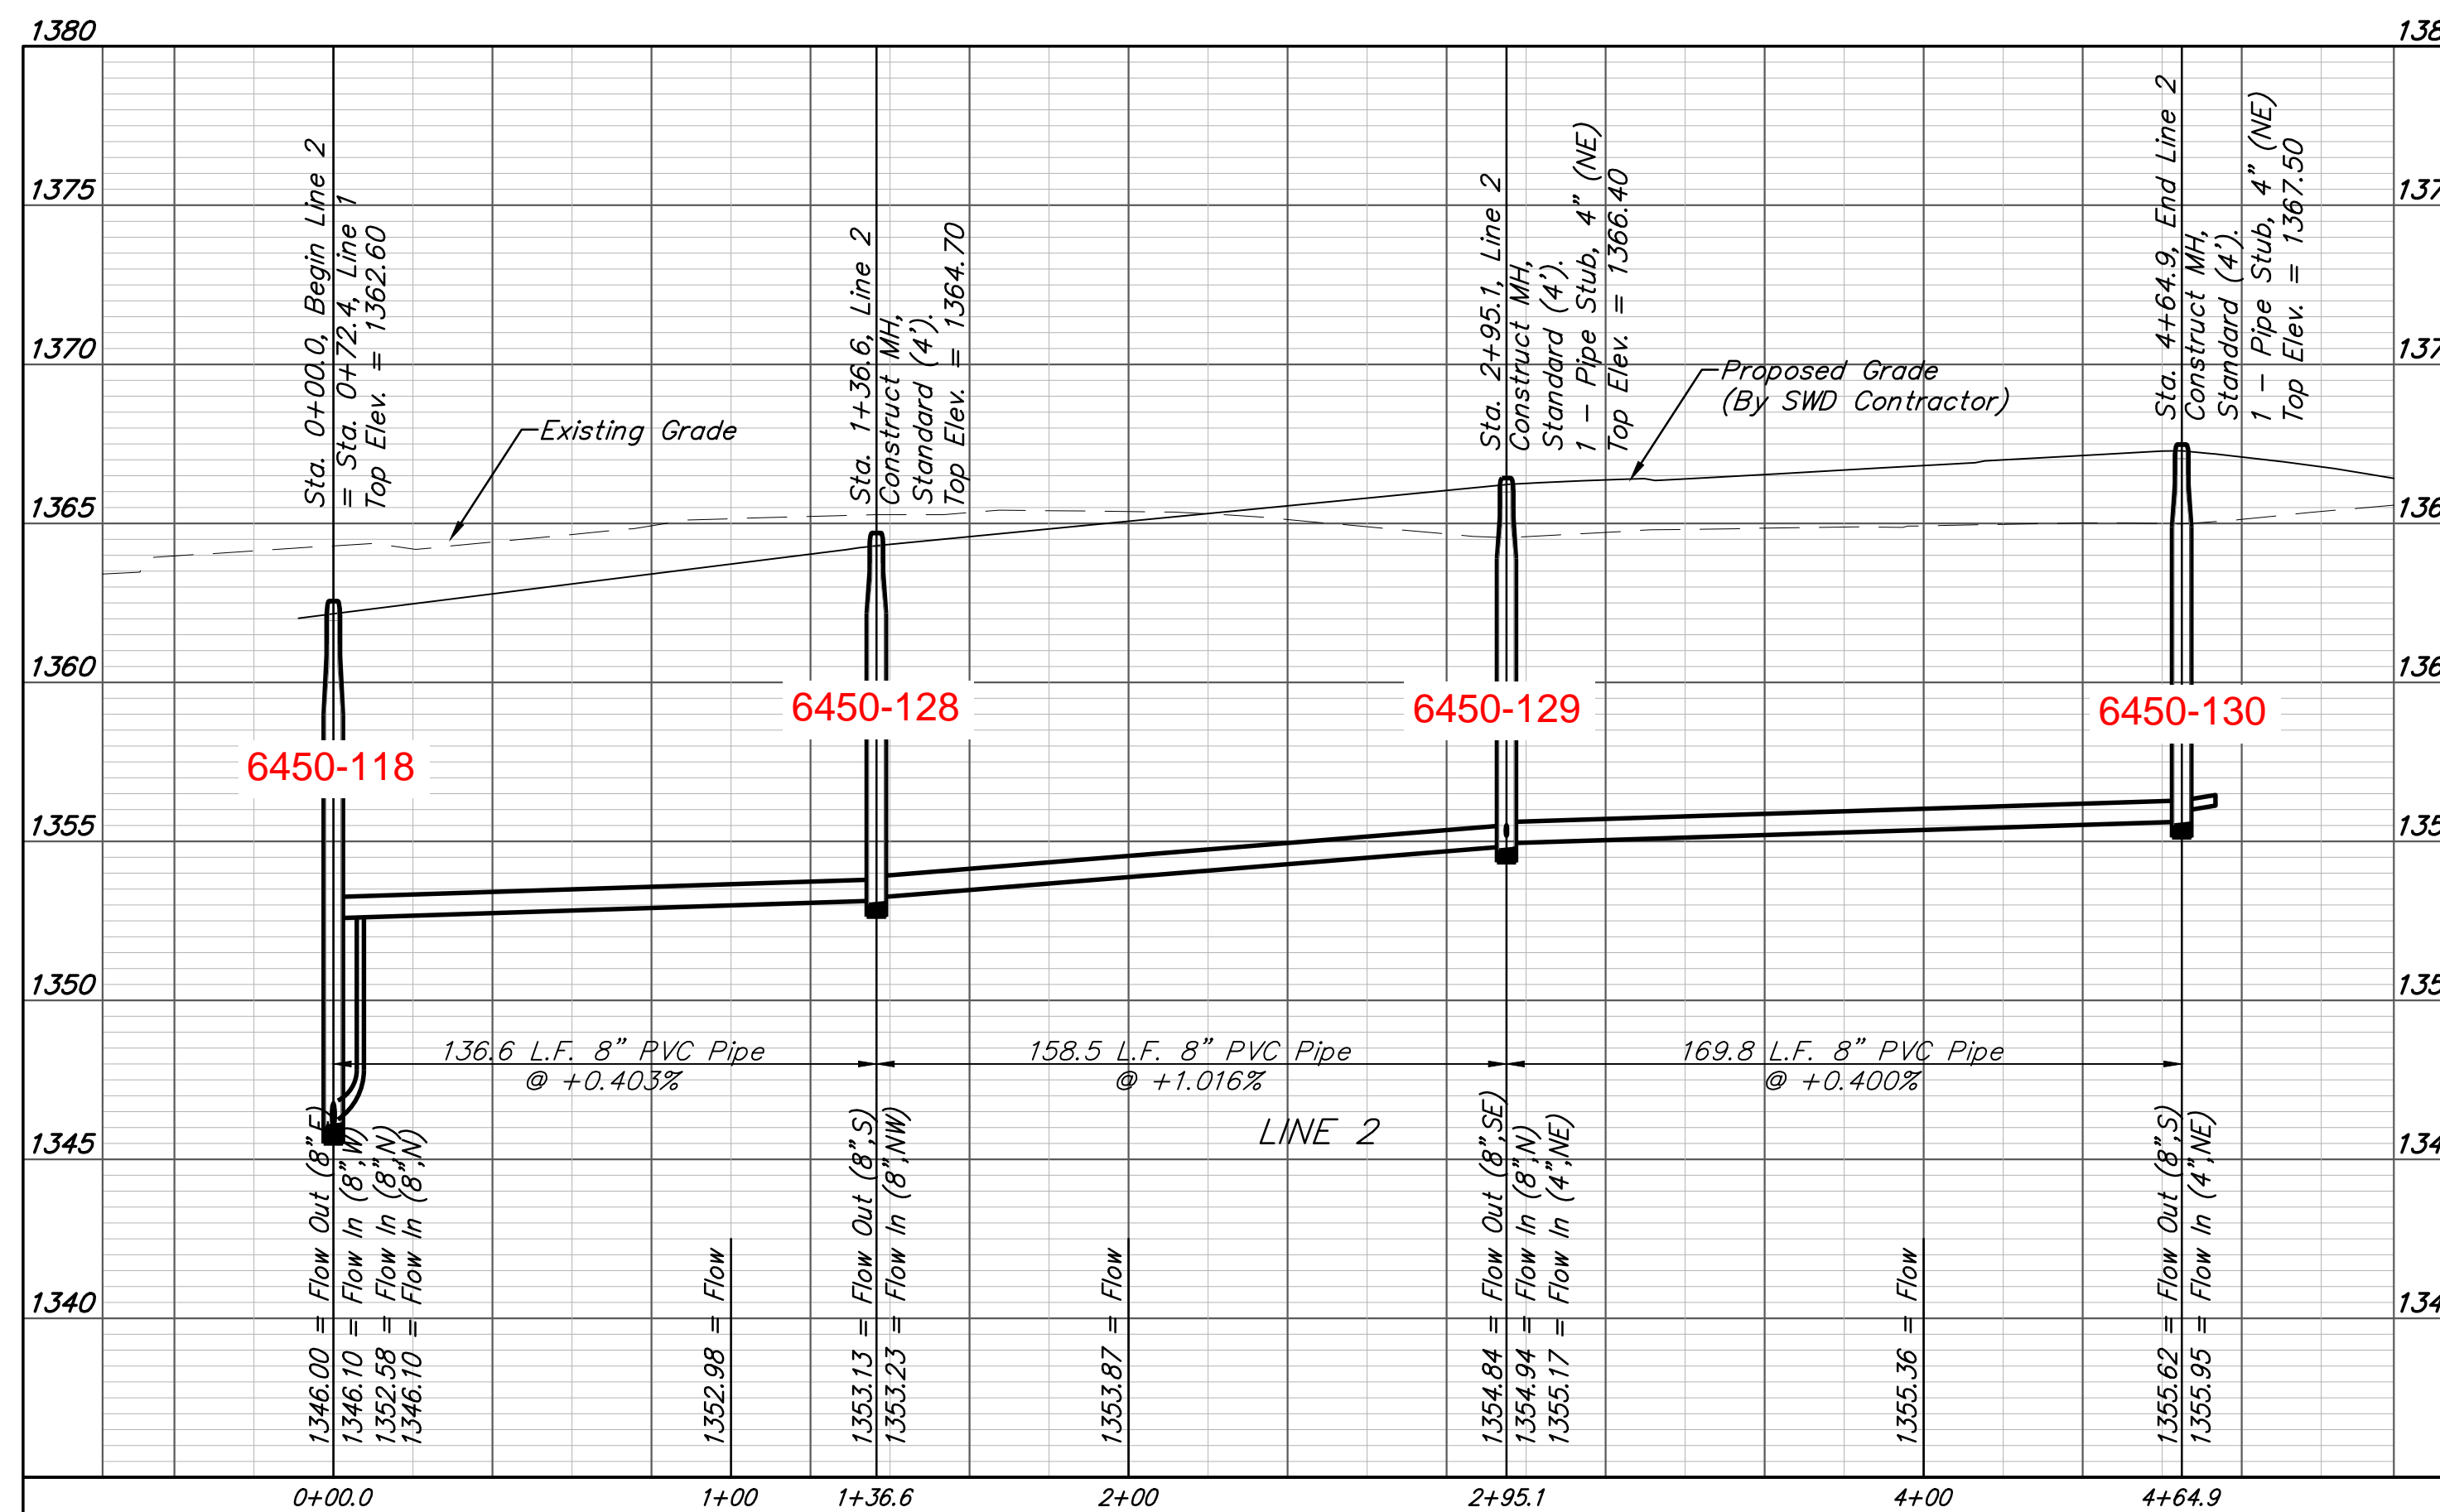 1380
1375
1370
1365
1360
1355
1350
1345
1340
Sta. 0+00.0, Begin Line 2
= Sta. 0+72.4, Line 1
Top Elev. = 1362.60
Existing Grade
Sta. 1+36.6, Line 2
Construct MH,
Standard (4').
Top Elev. = 1364.70
Sta. 2+95.1, Line 2
Construct MH,
Standard (4').
1 - Pipe Stub, 4" (NE)
Top Elev. = 1366.40
Proposed Grade
(By SWD Contractor)
Sta. 4+64.9, End Line 2
Construct MH,
Standard (4').
1 - Pipe Stub, 4" (NE)
Top Elev. = 1367.50
6450-118
6450-128
6450-129
6450-130
136.6 L.F. 8" PVC Pipe
@ +0.403%
158.5 L.F. 8" PVC Pipe
@ +1.016%
169.8 L.F. 8" PVC Pipe
@ +0.400%
LINE 2
1346.00 = Flow Out (8",E)
1346.10 = Flow In (8",W)
1352.58 = Flow In (8",N)
1346.10 = Flow In (8",N)
1352.98 = Flow
1353.13 = Flow Out (8",S)
1353.23 = Flow In (8",NW)
1353.87 = Flow
1354.84 = Flow Out (8",SE)
1354.94 = Flow In (8",N)
1355.17 = Flow In (4",NE)
1355.36 = Flow
1355.62 = Flow Out (8",S)
1355.95 = Flow In (4",NE)
138
137
137
136
136
135
135
134
134
0+00.0
1+00
1+36.6
2+00
2+95.1
4+00
4+64.9